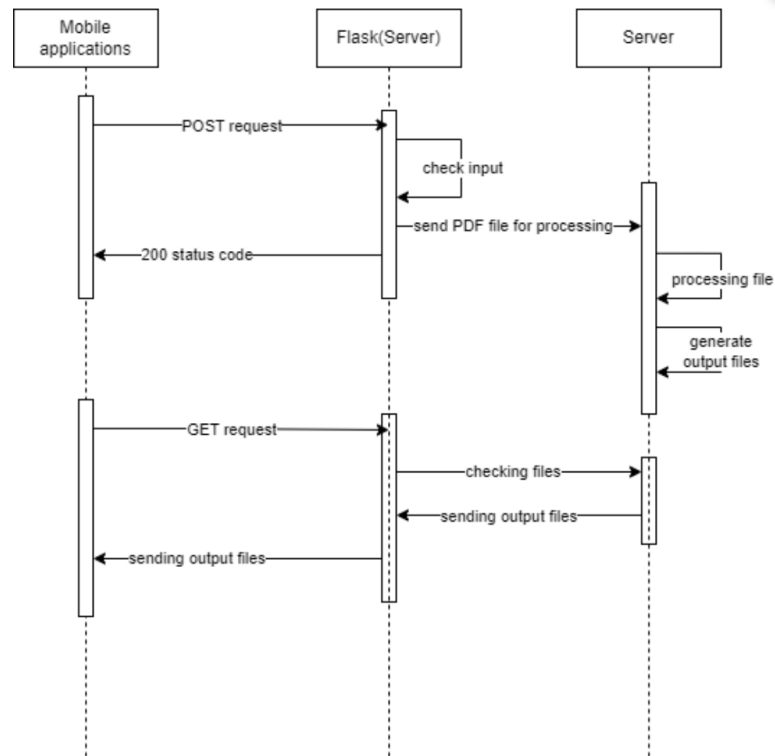 Mobile
applications
Flask(Server)
Server
POST request
check input
send PDF file for processing
200 status code
processing file
generate
output files
GET request
checking files
sending output files
sending output files